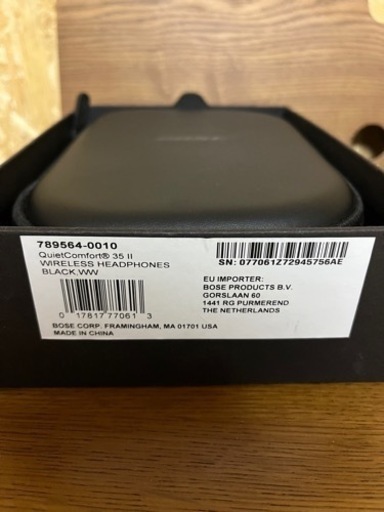 789564-0010
QuietComfort® 35 II
WIRELESS HEADPHONES
BLACK,WW
0 17817 77061 3
BOSE CORP. FRAMINGHAM, MA 01701 USA
MADE IN CHINA
SN: 077061Z72945756AE
EU IMPORTER:
BOSE PRODUCTS B.V.
GORSLAAN 60
1441 RG PURMEREND
THE NETHERLANDS